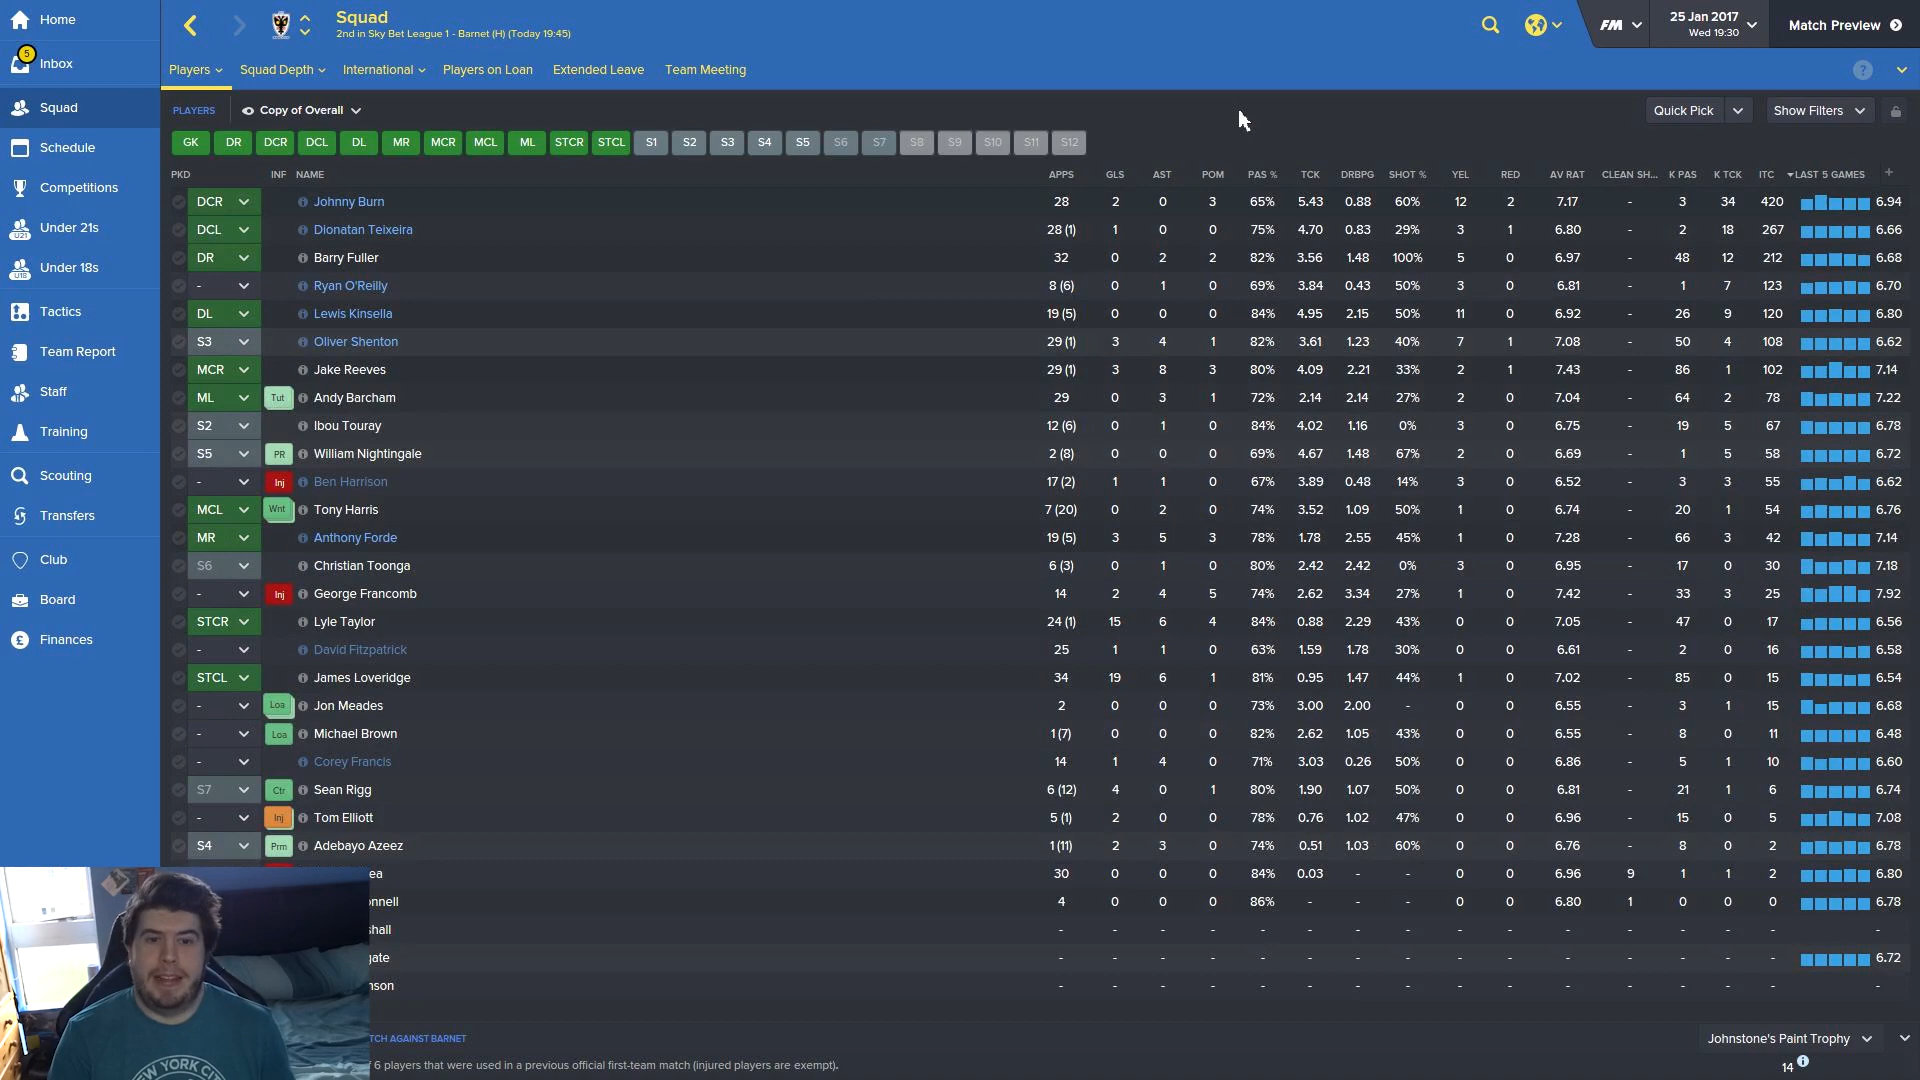 Home
5
Inbox
Squad
Schedule
Competitions
U21
Under 21s
U18
Under 18s
Tactics
Team Report
Staff
Training
Scouting
Transfers
Club
Board
Finances
Squad
2nd in Sky Bet League 1 - Barnet (H) (Today 19:45)
FM
25 Jan 2017
Wed 19:30
Match Preview
Players Squad Depth International Players on Loan Extended Leave Team Meeting ?
PLAYERS Copy of Overall Quick Pick Show Filters
GK DR DCR DCL DL MR MCR MCL ML STCR STCL S1 S2 S3 S4 S5 S6 S7 S8 S9 S10 S11 S12
PKD INF NAME APPS GLS AST POM PAS % TCK DRBPG SHOT % YEL RED AV RAT CLEAN SH... K PAS K TCK ITC LAST 5 GAMES +
DCR Johnny Burn 28 2 0 3 65% 5.43 0.88 60% 12 2 7.17 - 3 34 420 6.94
DCL Dionatan Teixeira 28 (1) 1 0 0 75% 4.70 0.83 29% 3 1 6.80 - 2 18 267 6.66
DR Barry Fuller 32 0 2 2 82% 3.56 1.48 100% 5 0 6.97 - 48 12 212 6.68
- Ryan O'Reilly 8 (6) 0 1 0 69% 3.84 0.43 50% 3 0 6.81 - 1 7 123 6.70
DL Lewis Kinsella 19 (5) 0 0 0 84% 4.95 2.15 50% 11 0 6.92 - 26 9 120 6.80
S3 Oliver Shenton 29 (1) 3 4 1 82% 3.61 1.23 40% 7 1 7.08 - 50 4 108 6.62
MCR Jake Reeves 29 (1) 3 8 3 80% 4.09 2.21 33% 2 1 7.43 - 86 1 102 7.14
ML Tut Andy Barcham 29 0 3 1 72% 2.14 2.14 27% 2 0 7.04 - 64 2 78 7.22
S2 Ibou Touray 12 (6) 0 1 0 84% 4.02 1.16 0% 3 0 6.75 - 19 5 67 6.78
S5 PR William Nightingale 2 (8) 0 0 0 69% 4.67 1.48 67% 2 0 6.69 - 1 5 58 6.72
- Inj Ben Harrison 17 (2) 1 1 0 67% 3.89 0.48 14% 3 0 6.52 - 3 3 55 6.62
MCL Wnt Tony Harris 7 (20) 0 2 0 74% 3.52 1.09 50% 1 0 6.74 - 20 1 54 6.76
MR Anthony Forde 19 (5) 3 5 3 78% 1.78 2.55 45% 1 0 7.28 - 66 3 42 7.14
S6 Christian Toonga 6 (3) 0 1 0 80% 2.42 2.42 0% 3 0 6.95 - 17 0 30 7.18
- Inj George Francomb 14 2 4 5 74% 2.62 3.34 27% 1 0 7.42 - 33 3 25 7.92
STCR Lyle Taylor 24 (1) 15 6 4 84% 0.88 2.29 43% 0 0 7.05 - 47 0 17 6.56
- David Fitzpatrick 25 1 1 0 63% 1.59 1.78 30% 0 0 6.61 - 2 0 16 6.58
STCL James Loveridge 34 19 6 1 81% 0.95 1.47 44% 1 0 7.02 - 85 0 15 6.54
- Loa Jon Meades 2 0 0 0 73% 3.00 2.00 - 0 0 6.55 - 3 1 15 6.68
- Loa Michael Brown 1 (7) 0 0 0 82% 2.62 1.05 43% 0 0 6.55 - 8 0 11 6.48
- Corey Francis 14 1 4 0 71% 3.03 0.26 50% 0 0 6.86 - 5 1 10 6.60
S7 Ctr Sean Rigg 6 (12) 4 0 1 80% 1.90 1.07 50% 0 0 6.81 - 21 1 6 6.74
- Inj Tom Elliott 5 (1) 2 0 0 78% 0.76 1.02 47% 0 0 6.96 - 15 0 5 7.08
S4 Prm Adebayo Azeez 1 (11) 2 3 0 74% 0.51 1.03 60% 0 0 6.76 - 8 0 2 6.78
ea 30 0 0 0 84% 0.03 - - 0 0 6.96 9 1 1 2 6.80
nnell 4 0 0 0 86% - - - 0 0 6.80 1 0 0 0 6.78
shall - - - - - - - - - - - - - - - -
gate - - - - - - - - - - - - - - - 6.72
nson - - - - - - - - - - - - - - - -
TCH AGAINST BARNET
Johnstone's Paint Trophy
f 6 players that were used in a previous official first-team match (injured players are exempt).
14
NEW YORK CITY